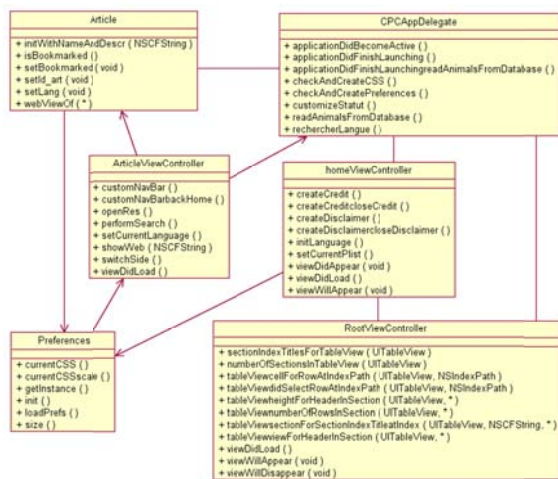 Article
+ initWithNameArdDescr ( NSCFString )
+ isBookmarked ( )
+ setBookmarked ( void )
+ setId_art ( void )
+ setLang ( void )
+ webViewOf ( * )
CPCAppDelegate
+ applicationDidBecomeActive ( )
+ applicationDidFinishLaunching ( )
+ applicationDidFinishLaunchingreadAnimalsFromDatabase ( )
+ checkAndCreateCSS ( )
+ checkAndCreatePreferences ( )
+ customizeStatut ( )
+ readAnimalsFromDatabase ( )
+ rechercherLangue ( )
ArticleViewController
+ customNavBar ( )
+ customNavBarbackHome ( )
+ openRes ( )
+ performSearch ( )
+ setCurrentLanguage ( )
+ showWeb ( NSCFString )
+ switchSide ( )
+ viewDidLoad ( )
homeViewController
+ createCredit ( )
+ createCreditcloseCredit ( )
+ createDisclaimer ( )
+ createDisclaimercloseDisclaimer ( )
+ initLanguage ( )
+ setCurrentPlist ( )
+ viewDidAppear ( void )
+ viewDidLoad ( )
+ viewWillAppear ( void )
Preferences
+ currentCSS ( )
+ currentCSSscale ( )
+ getInstance ( )
+ init ( )
+ loadPrefs ( )
+ size ( )
RootViewController
+ sectionIndexTitlesForTableView ( UITableView )
+ numberOfSectionsInTableView ( UITableView )
+ tableViewcellForRowAtIndexPath ( UITableView, NSIndexPath )
+ tableViewdidSelectRowAtIndexPath ( UITableView, NSIndexPath )
+ tableViewheightForHeaderInSection ( UITableView, * )
+ tableViewnumberOfRowsInSection ( UITableView, * )
+ tableViewsectionForSectionIndexTitleatIndex ( UITableView, NSCFString, * )
+ tableViewviewForHeaderInSection ( UITableView, * )
+ viewDidLoad ( )
+ viewWillAppear ( void )
+ viewWillDisappear ( void )